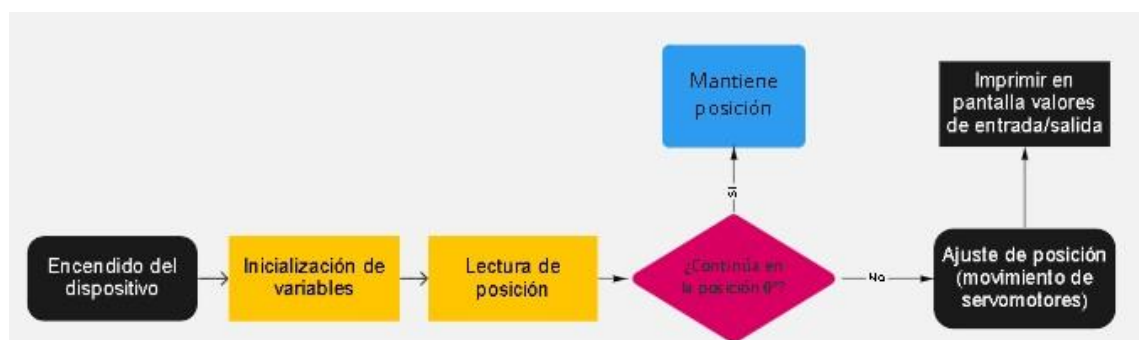 Encendido del
dispositivo
Inicialización de
variables
Lectura de
posición
¿Continúa en
la posición 0°?
Si
Mantiene
posición
No
Ajuste de posición
(movimiento de
servomotores)
Imprimir en
pantalla valores
de entrada/salida